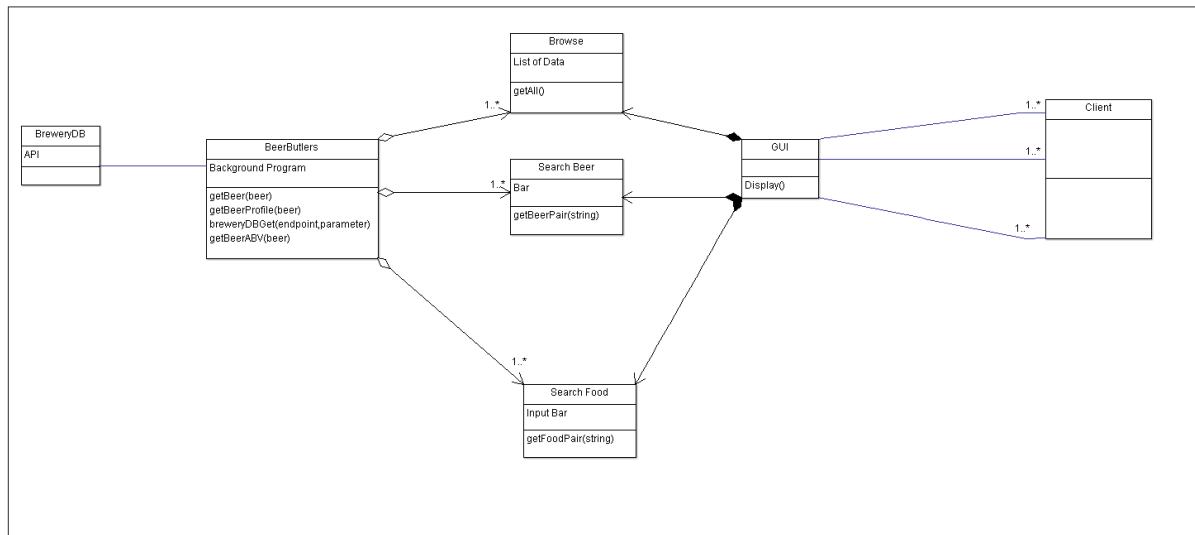 Browse
List of Data
getAll()
1..*
BreweryDB
API
BeerButlers
Background Program
getBeer(beer)
getBeerProfile(beer)
breweryDBGet(endpoint,parameter)
getBeerABV(beer)
1..*
Search Beer
Bar
getBeerPair(string)
1..*
Search Food
Input Bar
getFoodPair(string)
GUI
Display()
1..*
1..*
1..*
Client